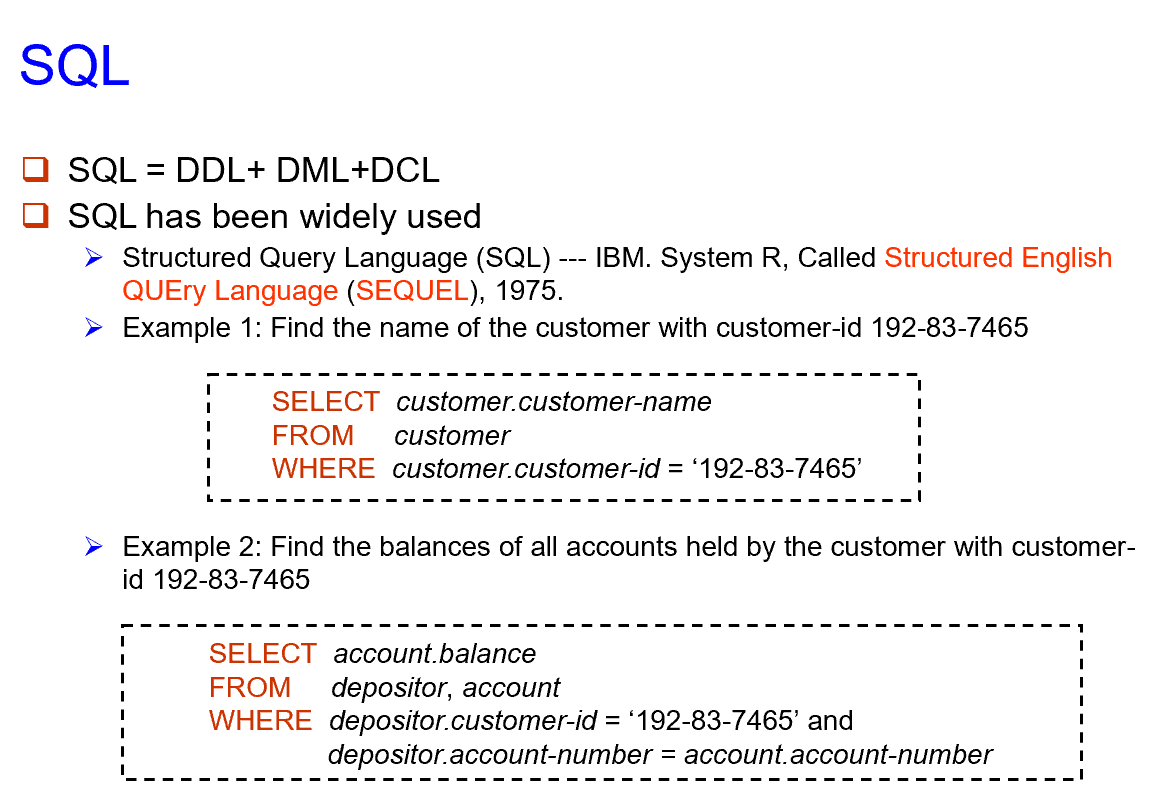 SQL
SQL = DDL+ DML+DCL
SQL has been widely used
Structured Query Language (SQL) --- IBM. System R, Called Structured English
QUEry Language (SEQUEL), 1975.
Example 1: Find the name of the customer with customer-id 192-83-7465
SELECT customer.customer-name
FROM customer
WHERE customer.customer-id = ‘192-83-7465’
Example 2: Find the balances of all accounts held by the customer with customer-
id 192-83-7465
SELECT account.balance
FROM depositor, account
WHERE depositor.customer-id = ‘192-83-7465’ and
depositor.account-number = account.account-number